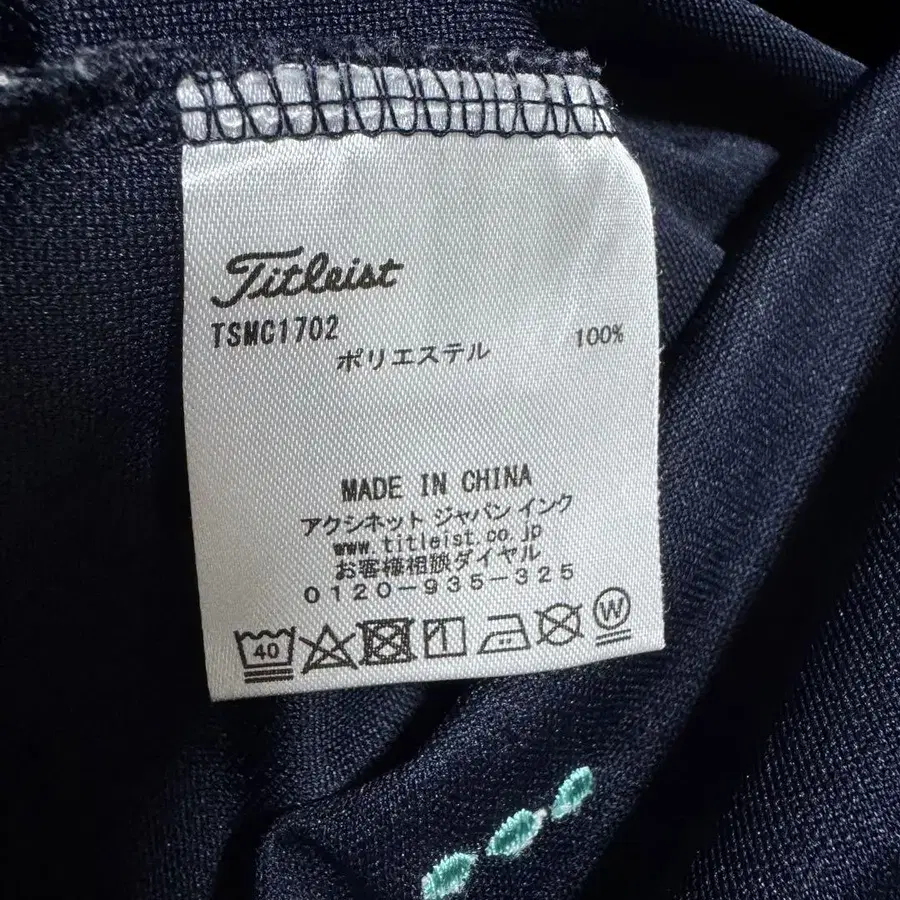 Titleist
TSMC1702
ポリエステル 100%
MADE IN CHINA
アクシネット ジャパン インク
www.titleist.co.jp
お客様相談ダイヤル
0120-935-325
40
W